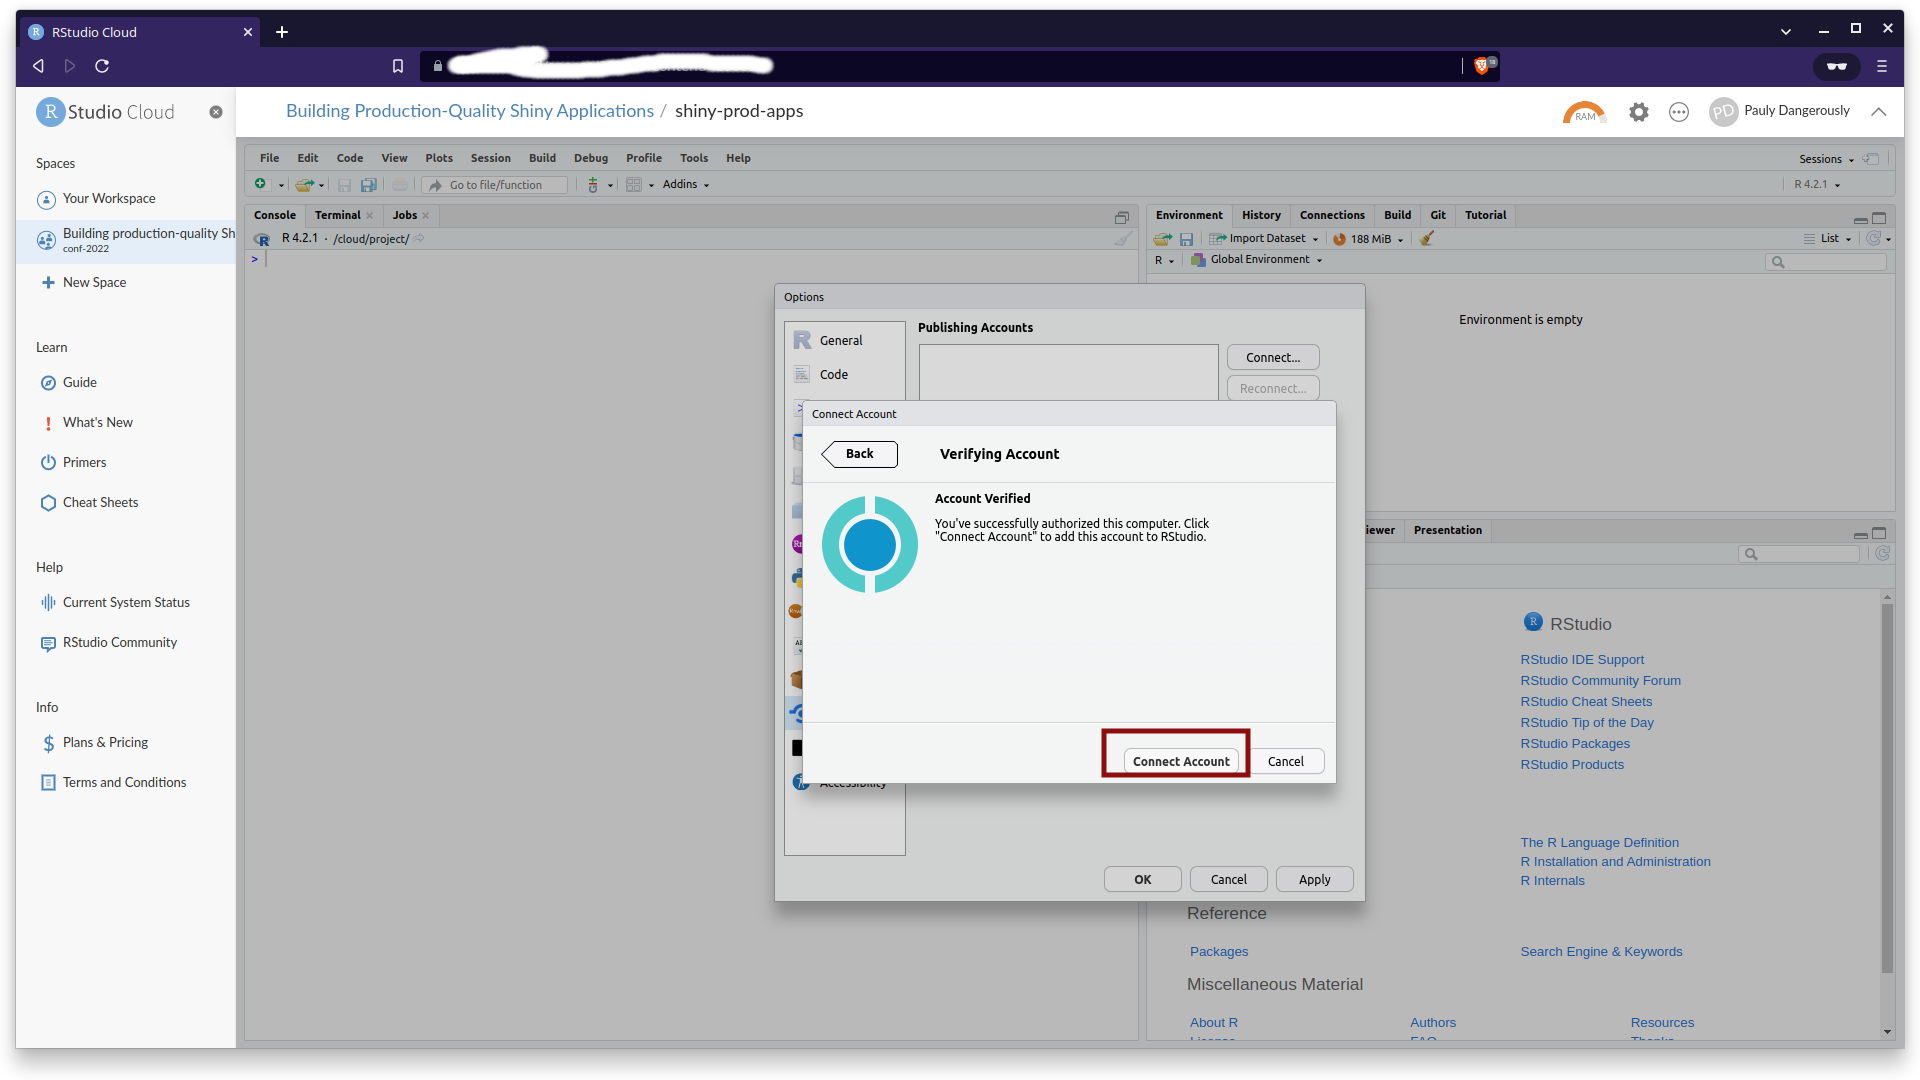 RStudio Cloud
Building Production-Quality Shiny Applications / shiny-prod-apps
RAM
PD
Pauly Dangerously
R Studio Cloud
Spaces
Your Workspace
Building production-quality Sh
conf-2022
New Space
Learn
Guide
What's New
Primers
Cheat Sheets
Help
Current System Status
RStudio Community
Info
Plans & Pricing
Terms and Conditions
File Edit Code View Plots Session Build Debug Profile Tools Help
Sessions
Go to file/function
Addins
R 4.2.1
Console Terminal Jobs
R 4.2.1 · /cloud/project/
>
Environment History Connections Build Git Tutorial
Import Dataset 188 MiB List
R Global Environment
Environment is empty
Options
General
Code
Accessibility
Publishing Accounts
Connect...
Reconnect...
Connect Account
Back
Verifying Account
Account Verified
You've successfully authorized this computer. Click
"Connect Account" to add this account to RStudio.
Connect Account Cancel
OK Cancel Apply
iewer Presentation
R RStudio
RStudio IDE Support
RStudio Community Forum
RStudio Cheat Sheets
RStudio Tip of the Day
RStudio Packages
RStudio Products
The R Language Definition
R Installation and Administration
R Internals
Reference
Packages Search Engine & Keywords
Miscellaneous Material
About R Authors Resources
License FAQ Thanks